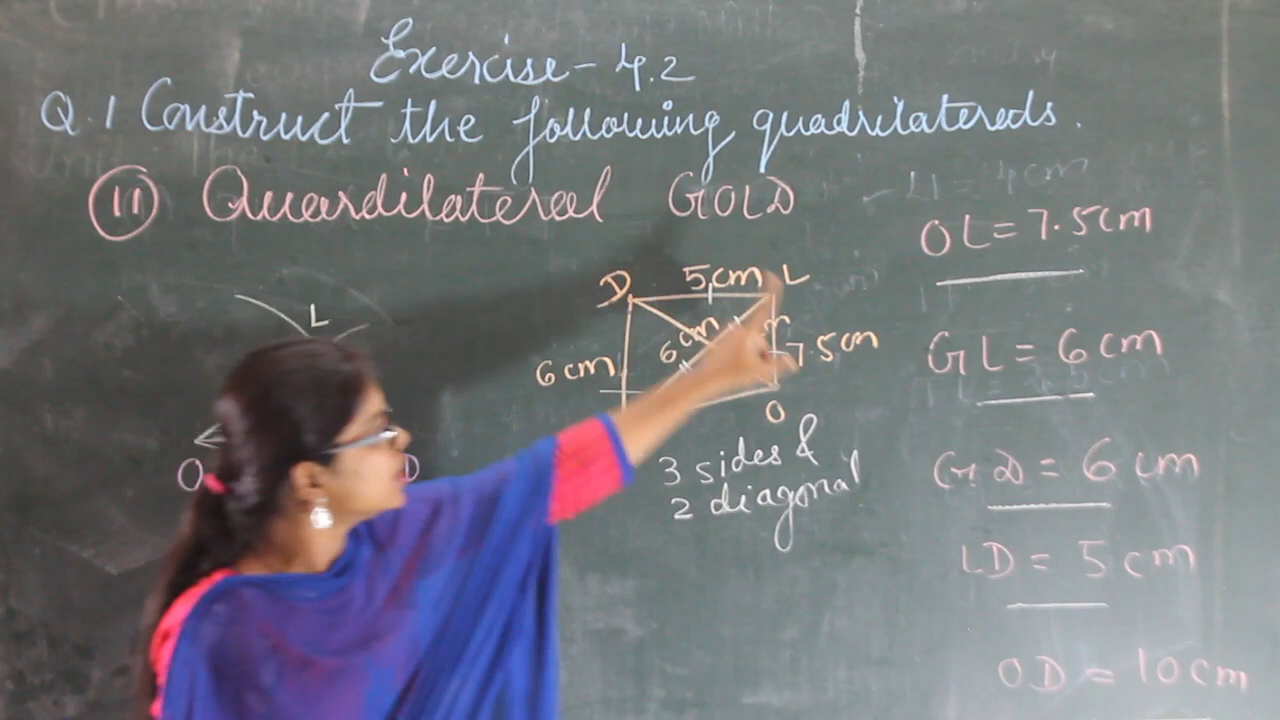 Exercise - 4.2
Q.1 Construct the following quadrilaterals.
(ii) Quardilateral GOLD
OL = 7.5cm
GL = 6cm
GD = 6cm
LD = 5cm
OD = 10cm
L
O
D
D 5cm L
6cm
6cm
7.5cm
O
3 sides &
2 diagonal